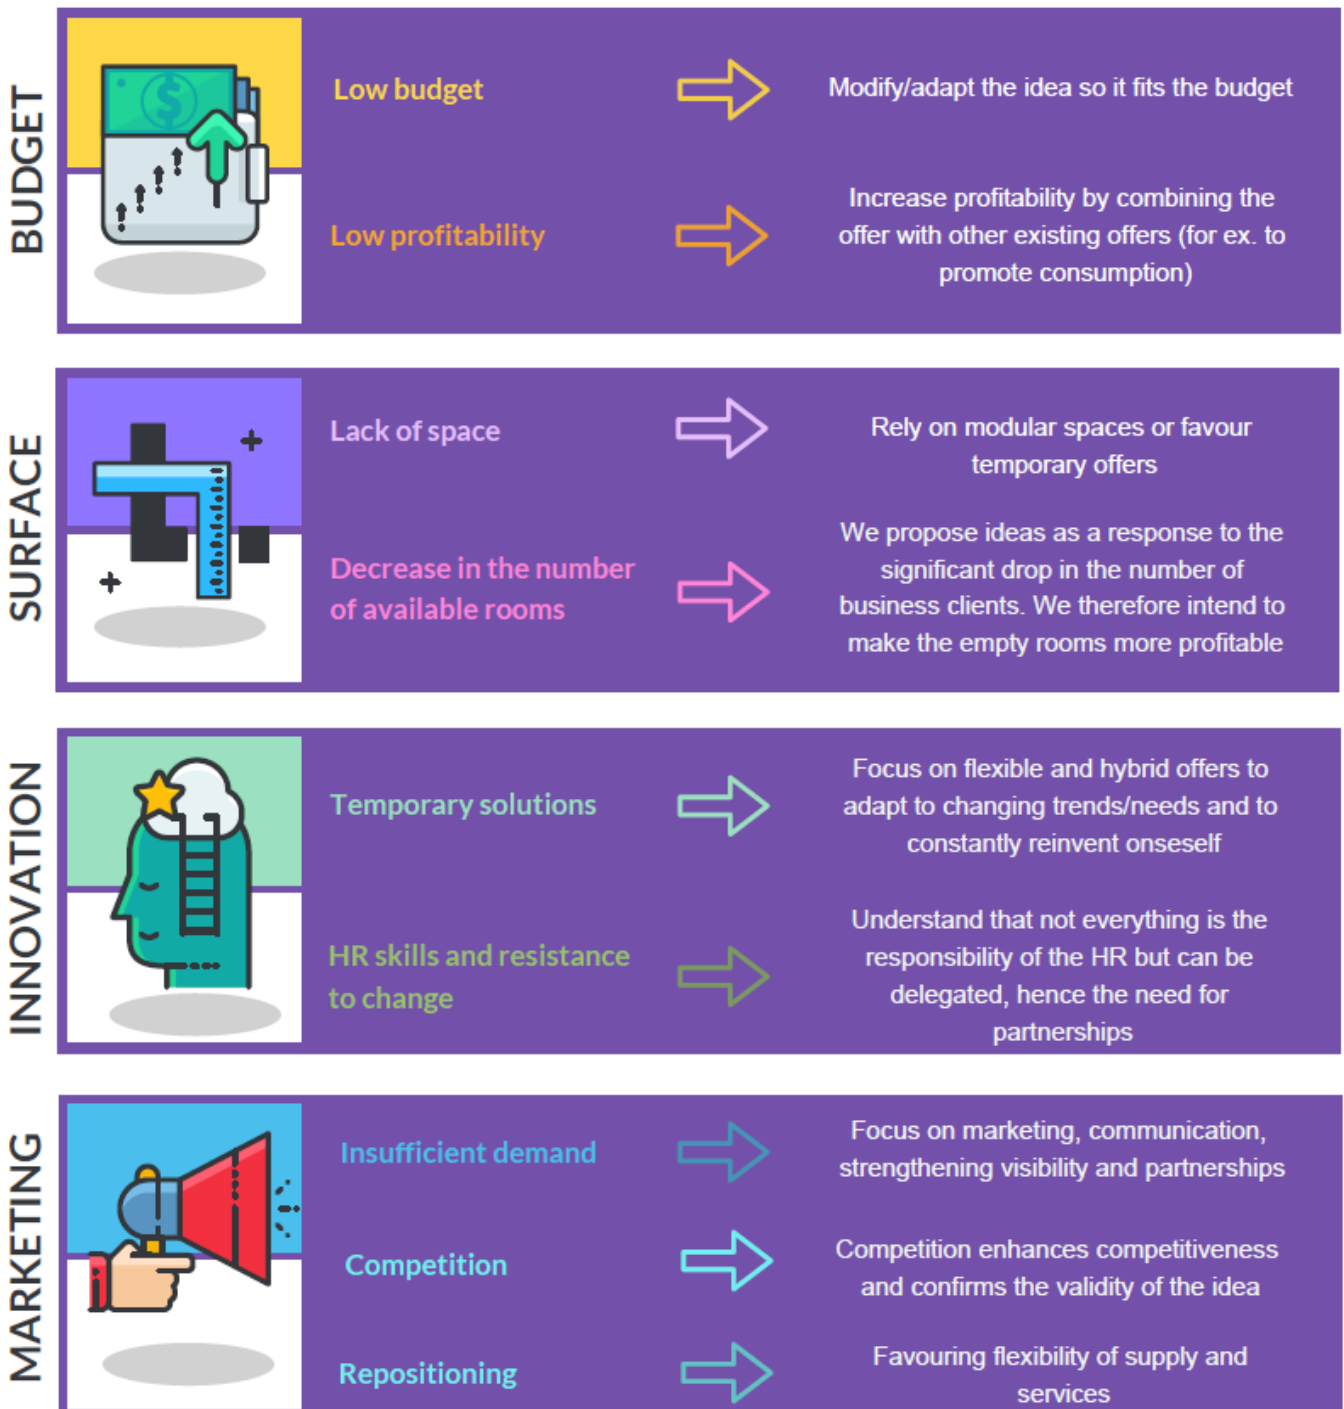 BUDGET
Low budget
Modify/adapt the idea so it fits the budget
Low profitability
Increase profitability by combining the
offer with other existing offers (for ex. to
promote consumption)
SURFACE
Lack of space
Rely on modular spaces or favour
temporary offers
Decrease in the number
of available rooms
We propose ideas as a response to the
significant drop in the number of
business clients. We therefore intend to
make the empty rooms more profitable
INNOVATION
Temporary solutions
Focus on flexible and hybrid offers to
adapt to changing trends/needs and to
constantly reinvent onseself
HR skills and resistance
to change
Understand that not everything is the
responsibility of the HR but can be
delegated, hence the need for
partnerships
MARKETING
Insufficient demand
Focus on marketing, communication,
strengthening visibility and partnerships
Competition
Competition enhances competitiveness
and confirms the validity of the idea
Repositioning
Favouring flexibility of supply and
services